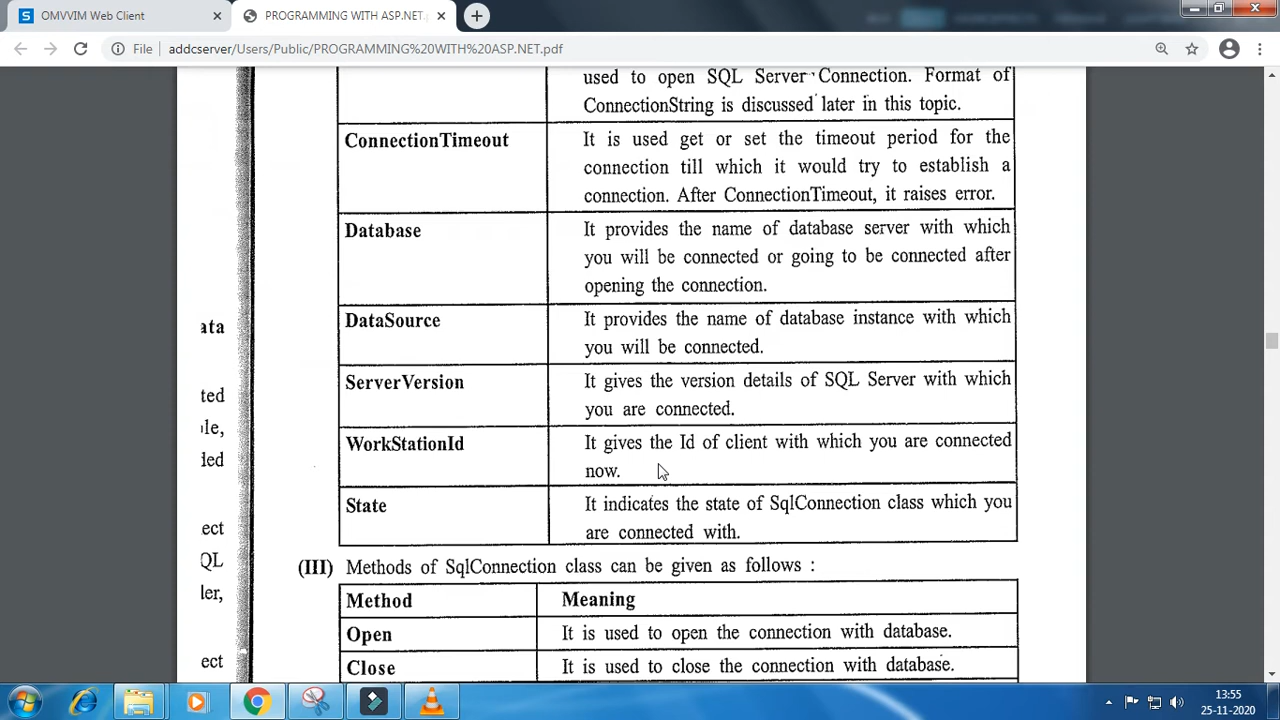 OMVVIM Web Client
PROGRAMMING WITH ASP.NET.p
File
addcserver/Users/Public/PROGRAMMING%20WITH%20ASP.NET.pdf
used to open SQL Server Connection. Format of
ConnectionString is discussed later in this topic.
ConnectionTimeout
It is used get or set the timeout period for the
connection till which it would try to establish a
connection. After ConnectionTimeout, it raises error.
Database
It provides the name of database server with which
you will be connected or going to be connected after
opening the connection.
DataSource
It provides the name of database instance with which
you will be connected.
ServerVersion
It gives the version details of SQL Server with which
you are connected.
WorkStationId
It gives the Id of client with which you are connected
now.
State
It indicates the state of SqlConnection class which you
are connected with.
(III) Methods of SqlConnection class can be given as follows :
Method
Meaning
Open
It is used to open the connection with database.
Close
It is used to close the connection with database.
ata
ted
le,
ect
QL
ler,
ect
13:55
25-11-2020